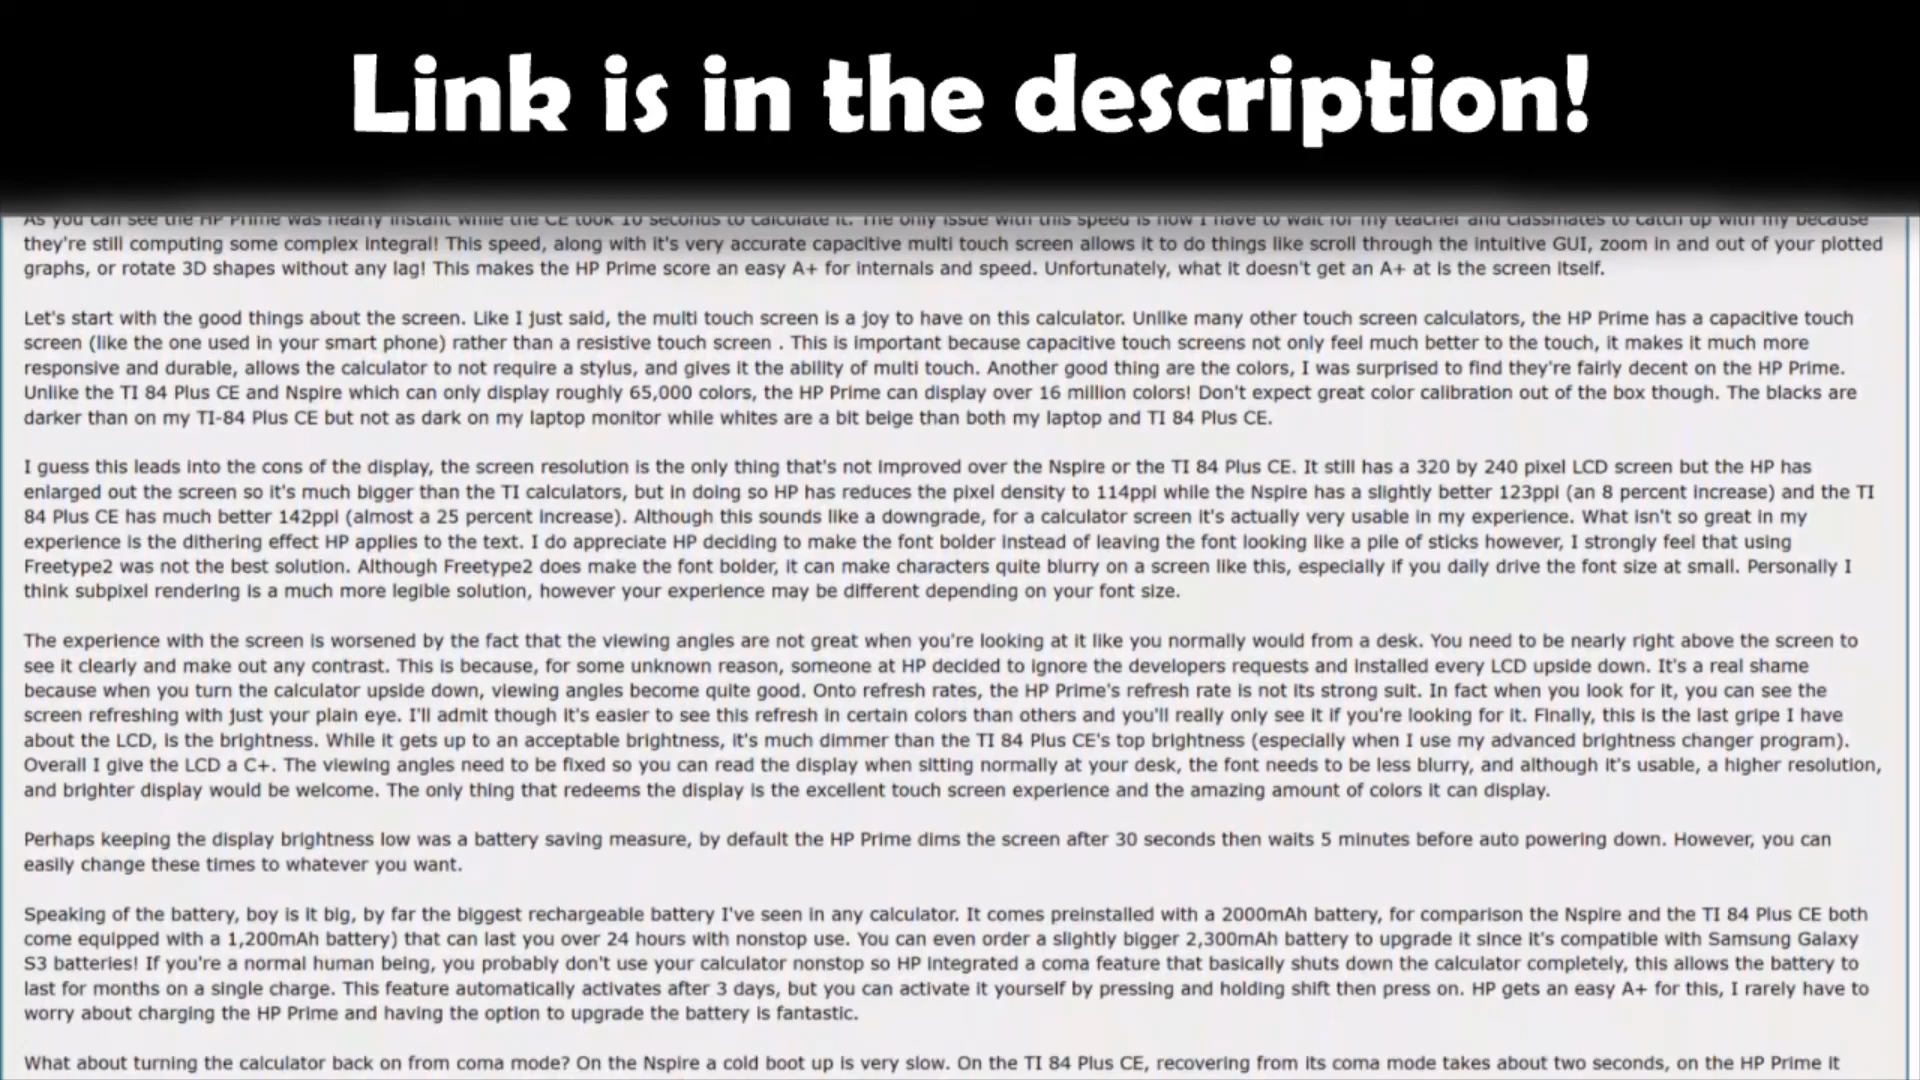 Link is in the description!
As you can see the HP Prime was nearly instant while the CE took 10 seconds to calculate it. The only issue with this speed is now I have to wait for my teacher and classmates to catch up with my because
they're still computing some complex integral! This speed, along with it's very accurate capacitive multi touch screen allows it to do things like scroll through the intuitive GUI, zoom in and out of your plotted
graphs, or rotate 3D shapes without any lag! This makes the HP Prime score an easy A+ for internals and speed. Unfortunately, what it doesn't get an A+ at is the screen itself.
Let's start with the good things about the screen. Like I just said, the multi touch screen is a joy to have on this calculator. Unlike many other touch screen calculators, the HP Prime has a capacitive touch
screen (like the one used in your smart phone) rather than a resistive touch screen . This is important because capacitive touch screens not only feel much better to the touch, it makes it much more
responsive and durable, allows the calculator to not require a stylus, and gives it the ability of multi touch. Another good thing are the colors, I was surprised to find they're fairly decent on the HP Prime.
Unlike the TI 84 Plus CE and Nspire which can only display roughly 65,000 colors, the HP Prime can display over 16 million colors! Don't expect great color calibration out of the box though. The blacks are
darker than on my TI-84 Plus CE but not as dark on my laptop monitor while whites are a bit beige than both my laptop and TI 84 Plus CE.
I guess this leads into the cons of the display, the screen resolution is the only thing that's not improved over the Nspire or the TI 84 Plus CE. It still has a 320 by 240 pixel LCD screen but the HP has
enlarged out the screen so it's much bigger than the TI calculators, but in doing so HP has reduces the pixel density to 114ppi while the Nspire has a slightly better 123ppi (an 8 percent increase) and the TI
84 Plus CE has much better 142ppi (almost a 25 percent increase). Although this sounds like a downgrade, for a calculator screen it's actually very usable in my experience. What isn't so great in my
experience is the dithering effect HP applies to the text. I do appreciate HP deciding to make the font bolder instead of leaving the font looking like a pile of sticks however, I strongly feel that using
Freetype2 was not the best solution. Although Freetype2 does make the font bolder, it can make characters quite blurry on a screen like this, especially if you daily drive the font size at small. Personally I
think subpixel rendering is a much more legible solution, however your experience may be different depending on your font size.
The experience with the screen is worsened by the fact that the viewing angles are not great when you're looking at it like you normally would from a desk. You need to be nearly right above the screen to
see it clearly and make out any contrast. This is because, for some unknown reason, someone at HP decided to ignore the developers requests and installed every LCD upside down. It's a real shame
because when you turn the calculator upside down, viewing angles become quite good. Onto refresh rates, the HP Prime's refresh rate is not its strong suit. In fact when you look for it, you can see the
screen refreshing with just your plain eye. I'll admit though it's easier to see this refresh in certain colors than others and you'll really only see it if you're looking for it. Finally, this is the last gripe I have
about the LCD, is the brightness. While it gets up to an acceptable brightness, it's much dimmer than the TI 84 Plus CE's top brightness (especially when I use my advanced brightness changer program).
Overall I give the LCD a C+. The viewing angles need to be fixed so you can read the display when sitting normally at your desk, the font needs to be less blurry, and although it's usable, a higher resolution,
and brighter display would be welcome. The only thing that redeems the display is the excellent touch screen experience and the amazing amount of colors it can display.
Perhaps keeping the display brightness low was a battery saving measure, by default the HP Prime dims the screen after 30 seconds then waits 5 minutes before auto powering down. However, you can
easily change these times to whatever you want.
Speaking of the battery, boy is it big, by far the biggest rechargeable battery I've seen in any calculator. It comes preinstalled with a 2000mAh battery, for comparison the Nspire and the TI 84 Plus CE both
come equipped with a 1,200mAh battery) that can last you over 24 hours with nonstop use. You can even order a slightly bigger 2,300mAh battery to upgrade it since it's compatible with Samsung Galaxy
S3 batteries! If you're a normal human being, you probably don't use your calculator nonstop so HP integrated a coma feature that basically shuts down the calculator completely, this allows the battery to
last for months on a single charge. This feature automatically activates after 3 days, but you can activate it yourself by pressing and holding shift then press on. HP gets an easy A+ for this, I rarely have to
worry about charging the HP Prime and having the option to upgrade the battery is fantastic.
What about turning the calculator back on from coma mode? On the Nspire a cold boot up is very slow. On the TI 84 Plus CE, recovering from its coma mode takes about two seconds, on the HP Prime it